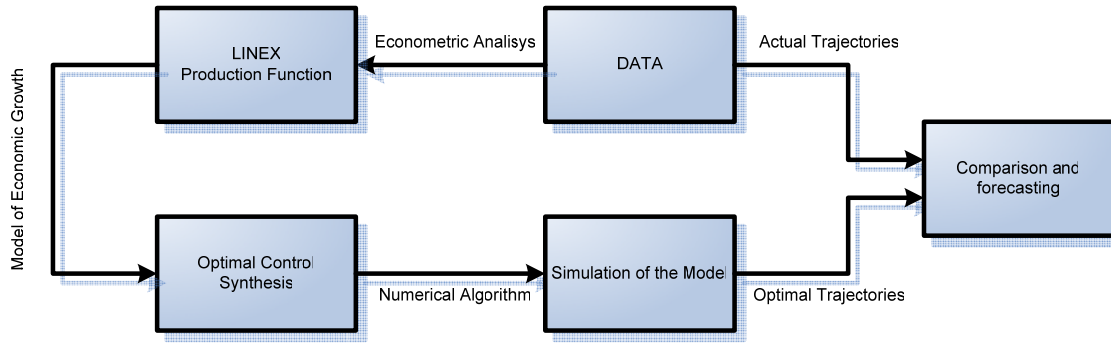 LINEX
Production Function
Econometric Analisys
DATA
Actual Trajectories
Model of Economic Growth
Comparison and
forecasting
Optimal Control
Synthesis
Numerical Algorithm
Simulation of the Model
Optimal Trajectories